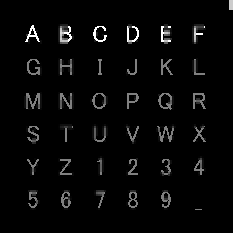 A B C D E F
G H I J K L
M N O P Q R
S T U V W X
Y Z 1 2 3 4
5 6 7 8 9 _